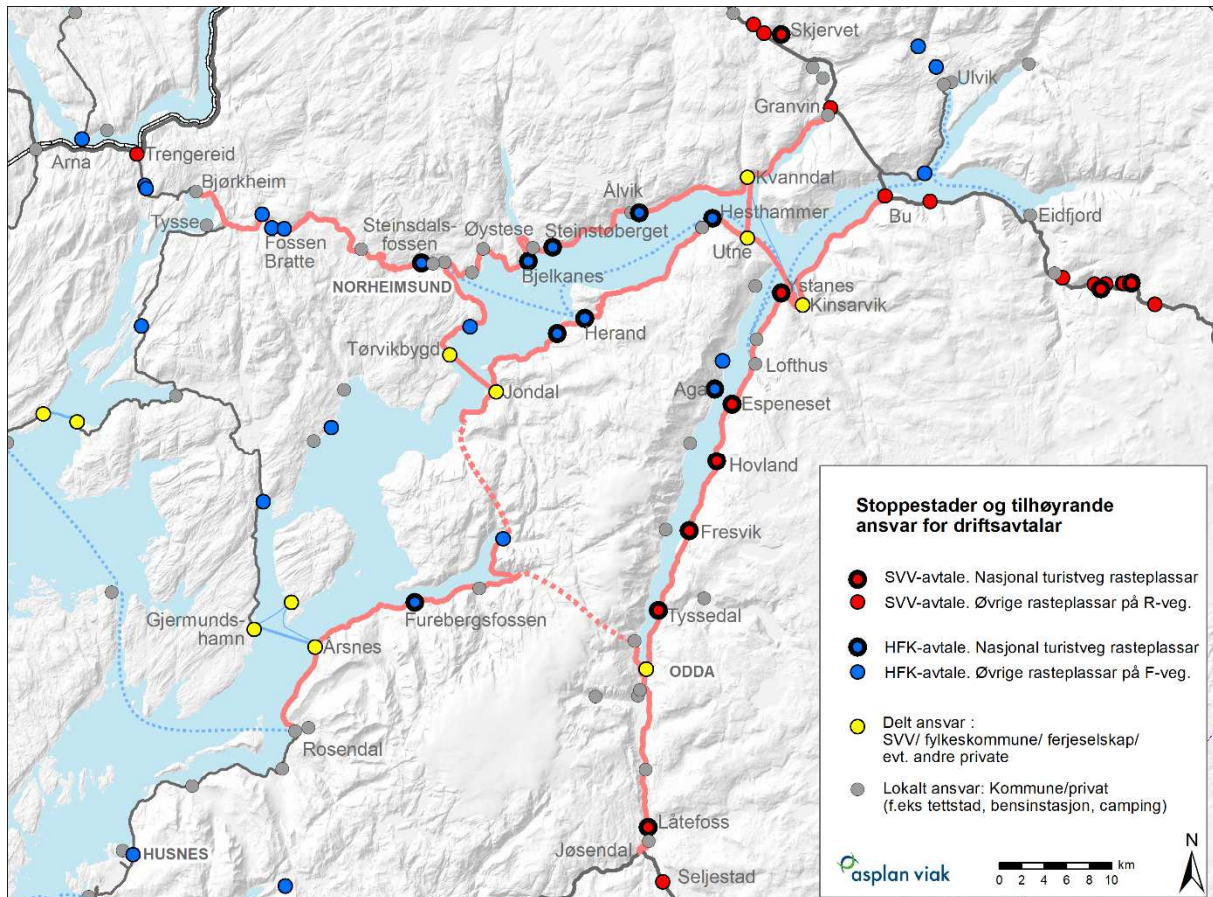 Skjervet
Ulvik
Granvin
Arna
Trengereid
Bjørkheim
Kvanndal
Ålvik
Hesthammer
Tysse
Steinsdals-
fossen
Øystese
Steinstøberget
Bu
Eidfjord
Fossen
Bratte
Utne
Bjelkanes
NORHEIMSUND
stanes
Kinsarvik
Herand
Tørvikbygd
Lofthus
Jondal
Aga
Espeneset
Hovland
Fresvik
Gjermunds-
hamn
Furebergsfossen
Tyssedal
Årsnes
ODDA
Rosendal
Låtefoss
HUSNES
Jøsendal
Seljestad
Stoppestader og tilhøyrande
ansvar for driftsavtalar
SVV-avtale. Nasjonal turistveg rasteplassar
SVV-avtale. Øvrige rasteplassar på R-veg.
HFK-avtale. Nasjonal turistveg rasteplassar
HFK-avtale. Øvrige rasteplassar på F-veg.
Delt ansvar :
SVV/ fylkeskommune/ ferjeselskap/
evt. andre private
Lokalt ansvar: Kommune/privat
(f.eks tettstad, bensinstasjon, camping)
asplan viak
km
0 2 4 6 8 10
N